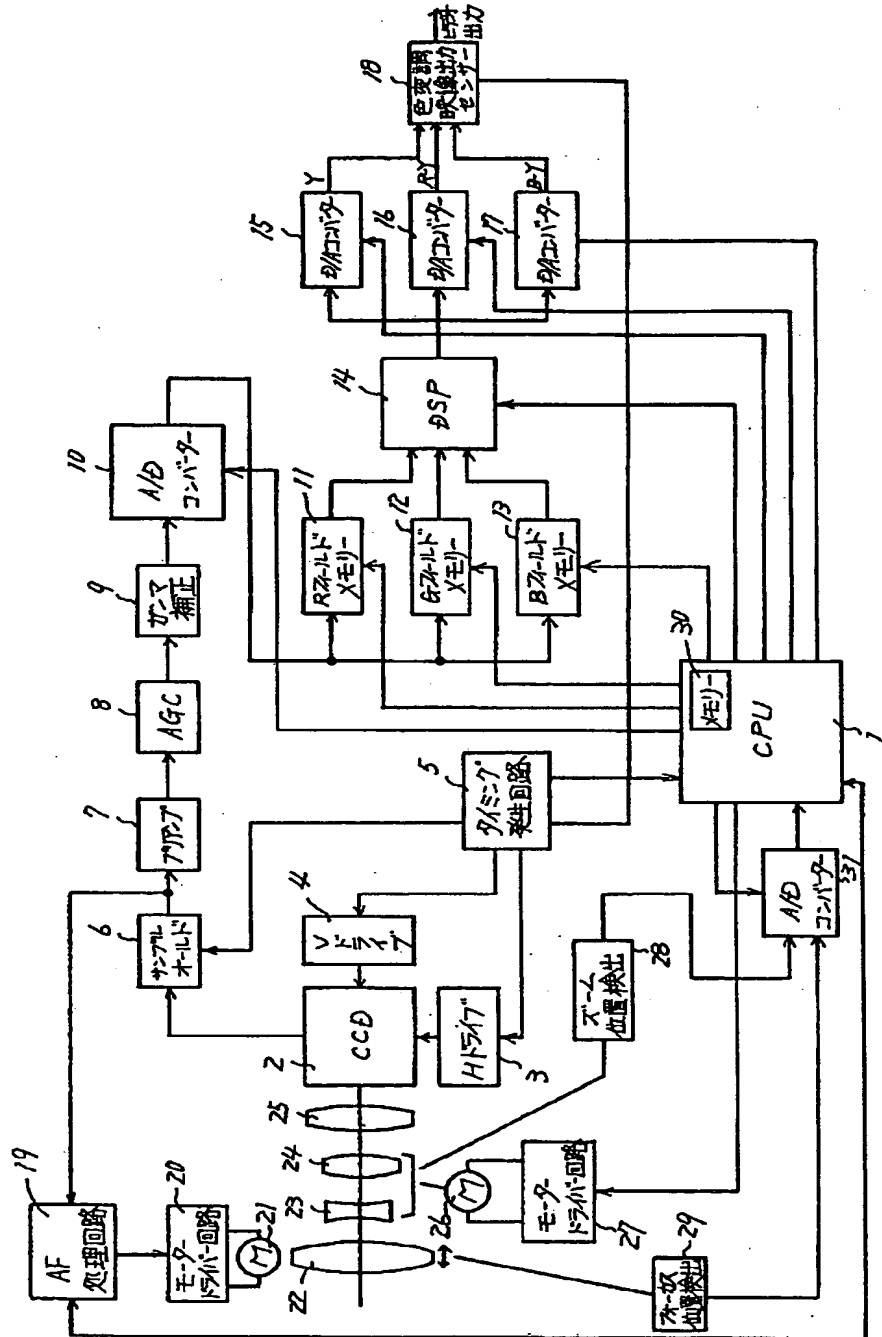 19
AF
処理回路
20
モーター
ドライバー回路
21
M
22
23
24
25
26
M
27
モーター
ドライバー回路
28
ズーム
位置検出
29
フォーカス
位置検出
2
CCD
3
Hドライブ
4
V
ドライブ
5
タイミング
発生回路
6
サンプル
オールド
7
プリアンプ
8
AGC
9
ガンマ
補正
10
A/D
コンバーター
11
Rフィールド
メモリー
12
Gフィールド
メモリー
13
Bフィールド
メモリー
14
DSP
15
D/Aコンバーター
16
D/Aコンバーター
17
D/Aコンバーター
Y
R-Y
B-Y
18
色変調
映像出力
センサー
ビデオ
出力
30
メモリー
CPU
1
A/D
コンバーター
31